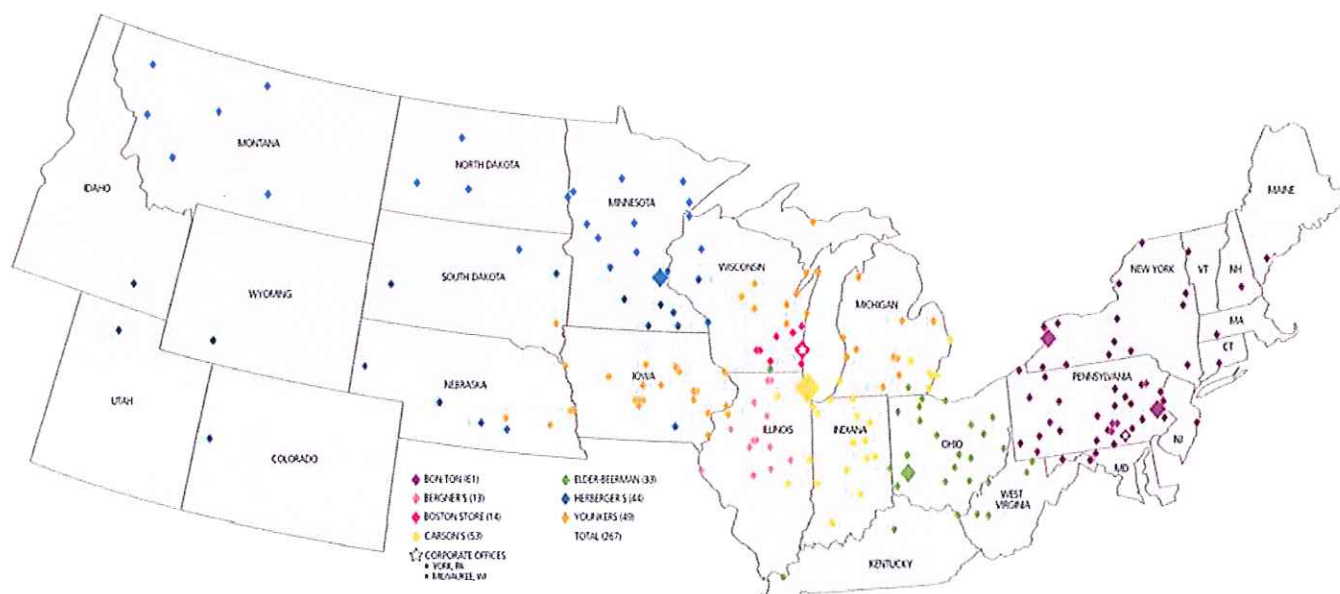 MONTANA
NORTH DAKOTA
IDAHO
MINNESOTA
MAINE
WYOMING
SOUTH DAKOTA
WISCONSIN
NEW YORK
VT
NH
MICHIGAN
MA
CT
NEBRASKA
IOWA
PENNSYLVANIA
UTAH
ILLINOIS
INDIANA
OHIO
NJ
COLORADO
MD
WEST
VIRGINIA
KENTUCKY
BON-TON (61)
BERGNER'S (13)
BOSTON STORE (14)
CARSON'S (53)
CORPORATE OFFICES
YORK, PA
MILWAUKEE, WI
ELDER-BEERMAN (33)
HERBERGER'S (44)
YOUNKERS (49)
TOTAL (267)